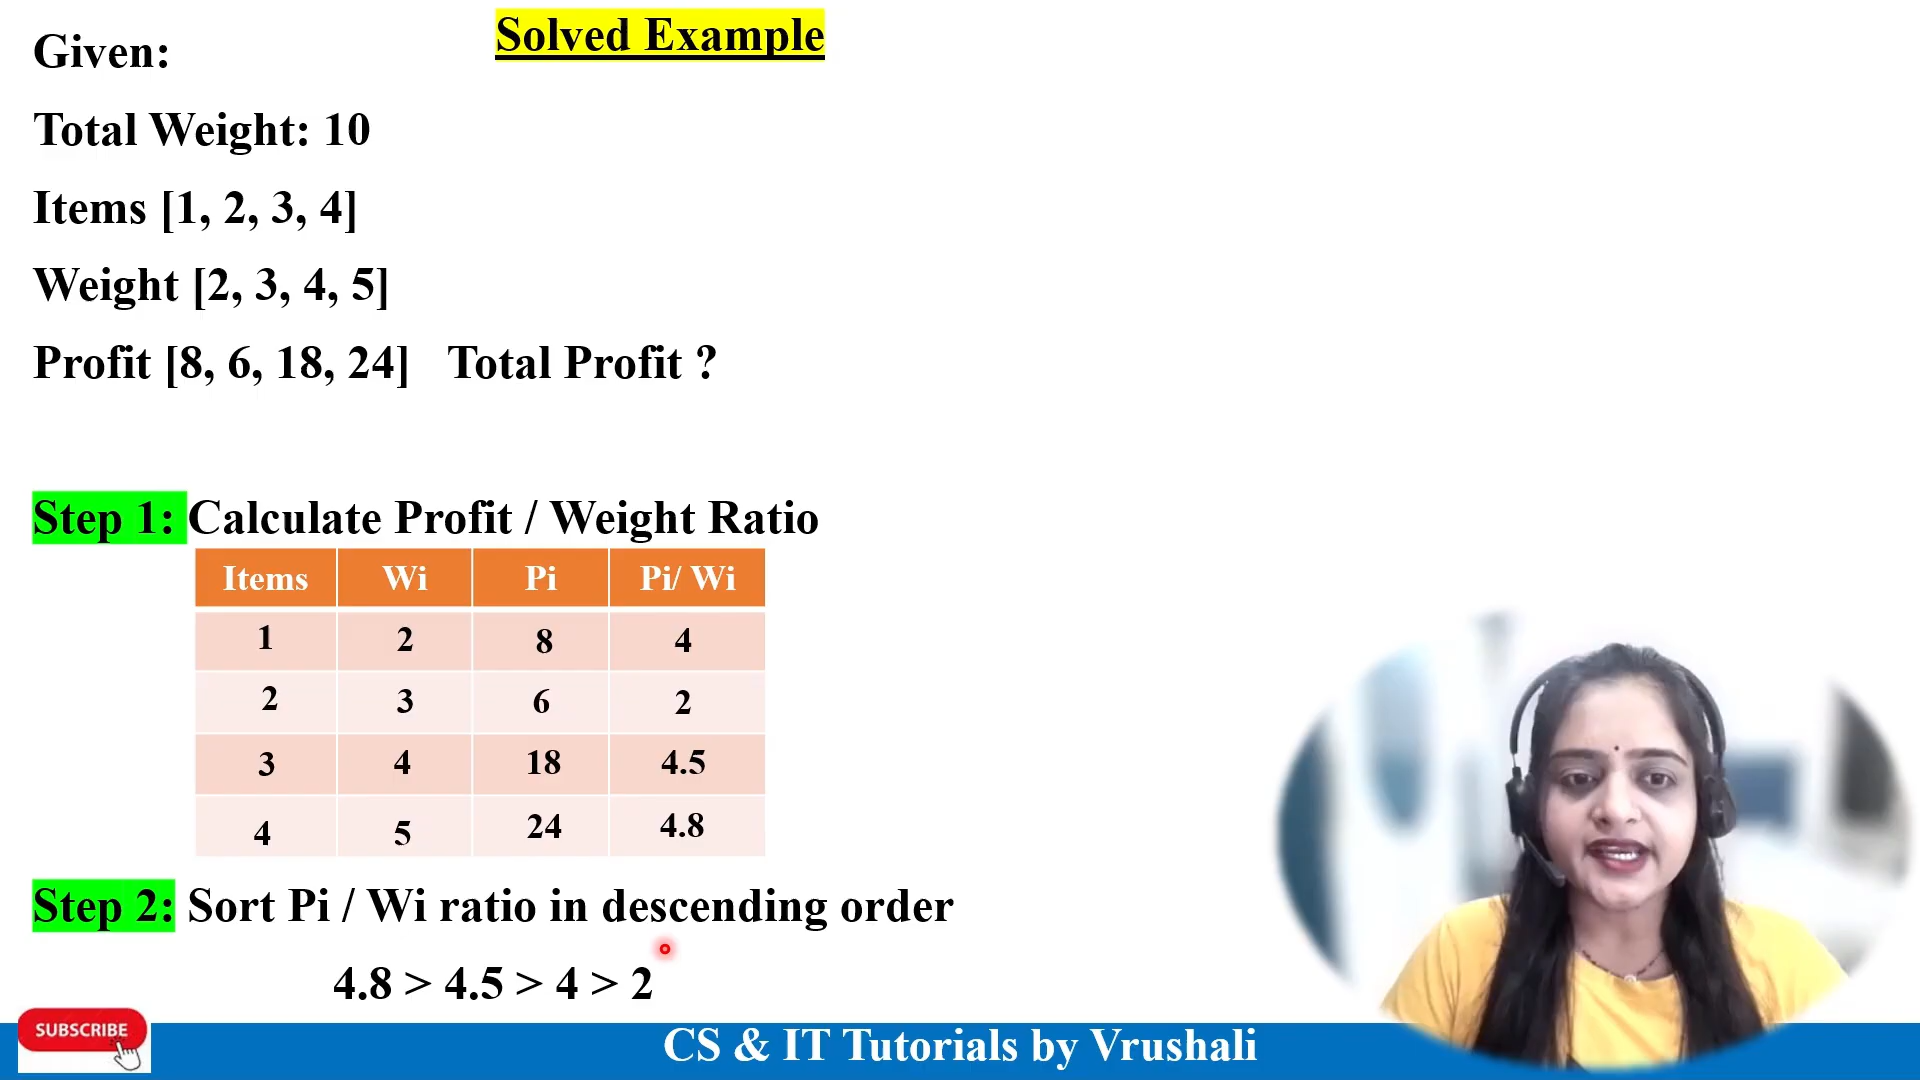 Solved Example
Given:
Total Weight: 10
Items [1, 2, 3, 4]
Weight [2, 3, 4, 5]
Profit [8, 6, 18, 24] Total Profit ?
Step 1: Calculate Profit / Weight Ratio
Items Wi Pi Pi/ Wi
1 2 8 4
2 3 6 2
3 4 18 4.5
4 5 24 4.8
Step 2: Sort Pi / Wi ratio in descending order
4.8 > 4.5 > 4 > 2
SUBSCRIBE
CS & IT Tutorials by Vrushali